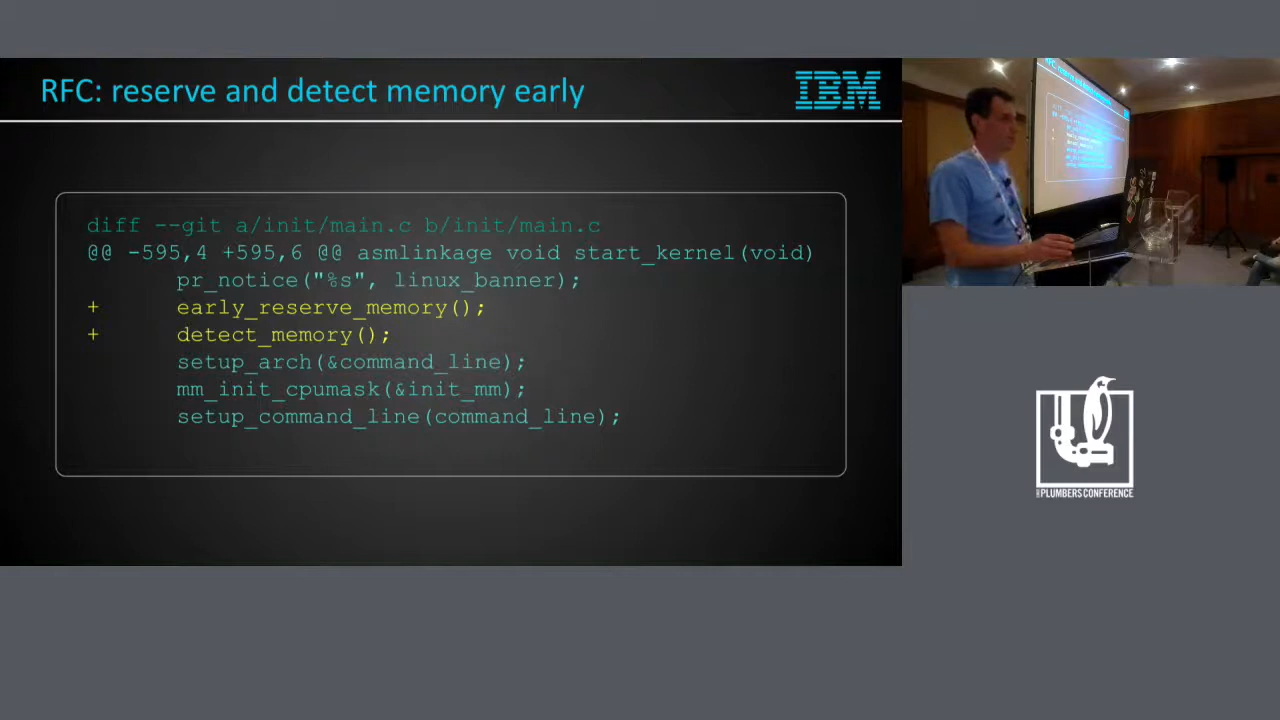 RFC: reserve and detect memory early
IBM
diff --git a/init/main.c b/init/main.c
@@ -595,4 +595,6 @@ asmlinkage void start_kernel(void)
pr_notice("%s", linux_banner);
+ early_reserve_memory();
+ detect_memory();
setup_arch(&command_line);
mm_init_cpumask(&init_mm);
setup_command_line(command_line);
PLUMBERS CONFERENCE